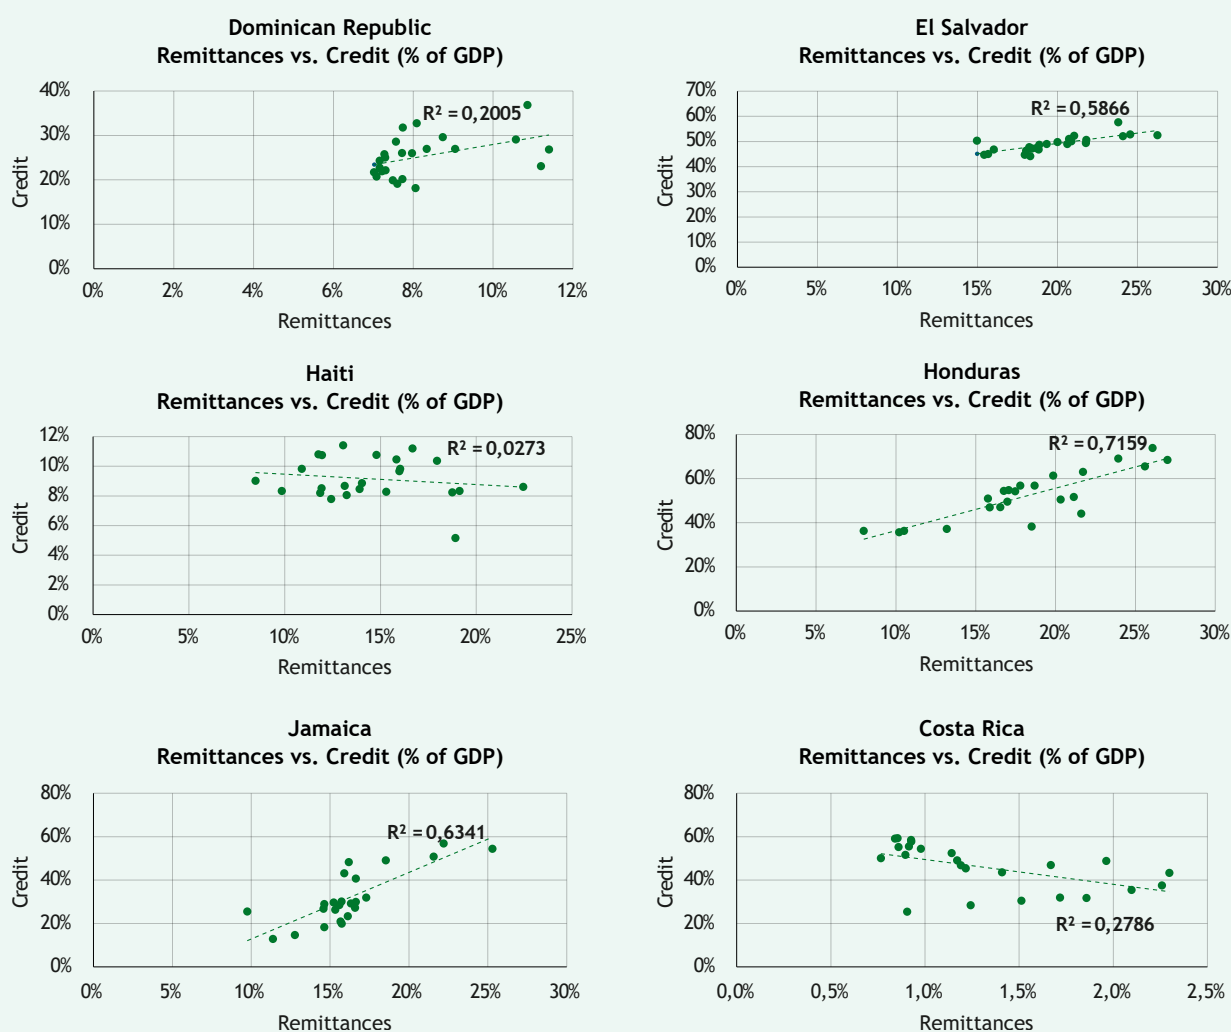 Dominican Republic
Remittances vs. Credit (% of GDP)
40%
30%
20%
10%
0%
Credit
R² = 0,2005
0% 2% 4% 6% 8% 10% 12%
Remittances
El Salvador
Remittances vs. Credit (% of GDP)
70%
60%
50%
40%
30%
20%
10%
0%
Credit
R² = 0,5866
0% 5% 10% 15% 20% 25% 30%
Remittances
Haiti
Remittances vs. Credit (% of GDP)
12%
10%
8%
6%
4%
2%
0%
Credit
R² = 0,0273
0% 5% 10% 15% 20% 25%
Remittances
Honduras
Remittances vs. Credit (% of GDP)
80%
60%
40%
20%
0%
Credit
R² = 0,7159
0% 5% 10% 15% 20% 25% 30%
Remittances
Jamaica
Remittances vs. Credit (% of GDP)
80%
60%
40%
20%
0%
Credit
R² = 0,6341
0% 5% 10% 15% 20% 25% 30%
Remittances
Costa Rica
Remittances vs. Credit (% of GDP)
80%
60%
40%
20%
0%
Credit
R² = 0,2786
0,0% 0,5% 1,0% 1,5% 2,0% 2,5%
Remittances